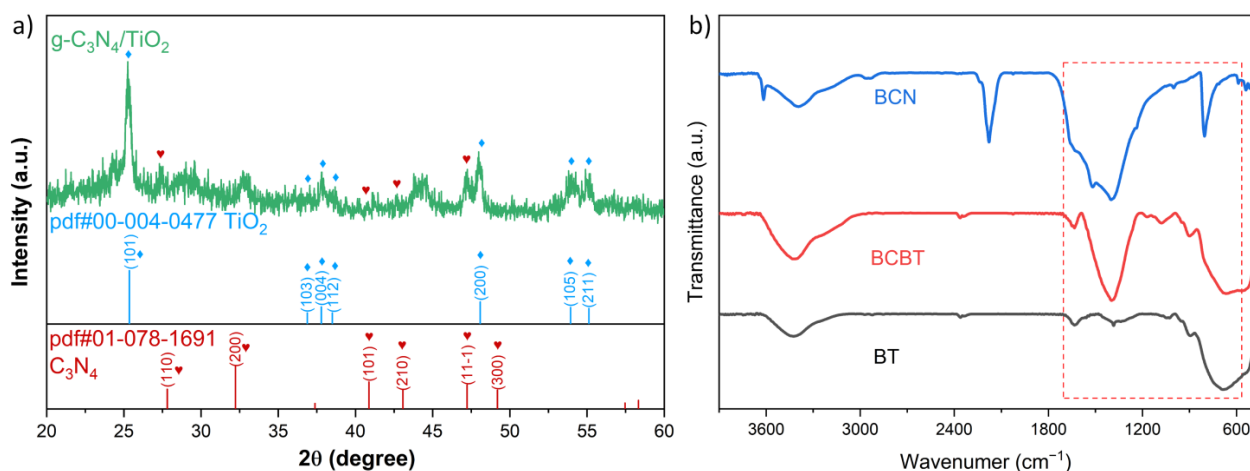 a)
g-C₃N₄/TiO₂
pdf#00-004-0477 TiO₂
(101)
(103)
(004)
(112)
(200)
(105)
(211)
pdf#01-078-1691
C₃N₄
(110)
(200)
(101)
(210)
(11-1)
(300)
20 25 30 35 40 45 50 55 60
2θ (degree)
Intensity (a.u.)
b)
BCN
BCBT
BT
3600 3000 2400 1800 1200 600
Wavenumer (cm⁻¹)
Transmittance (a.u.)